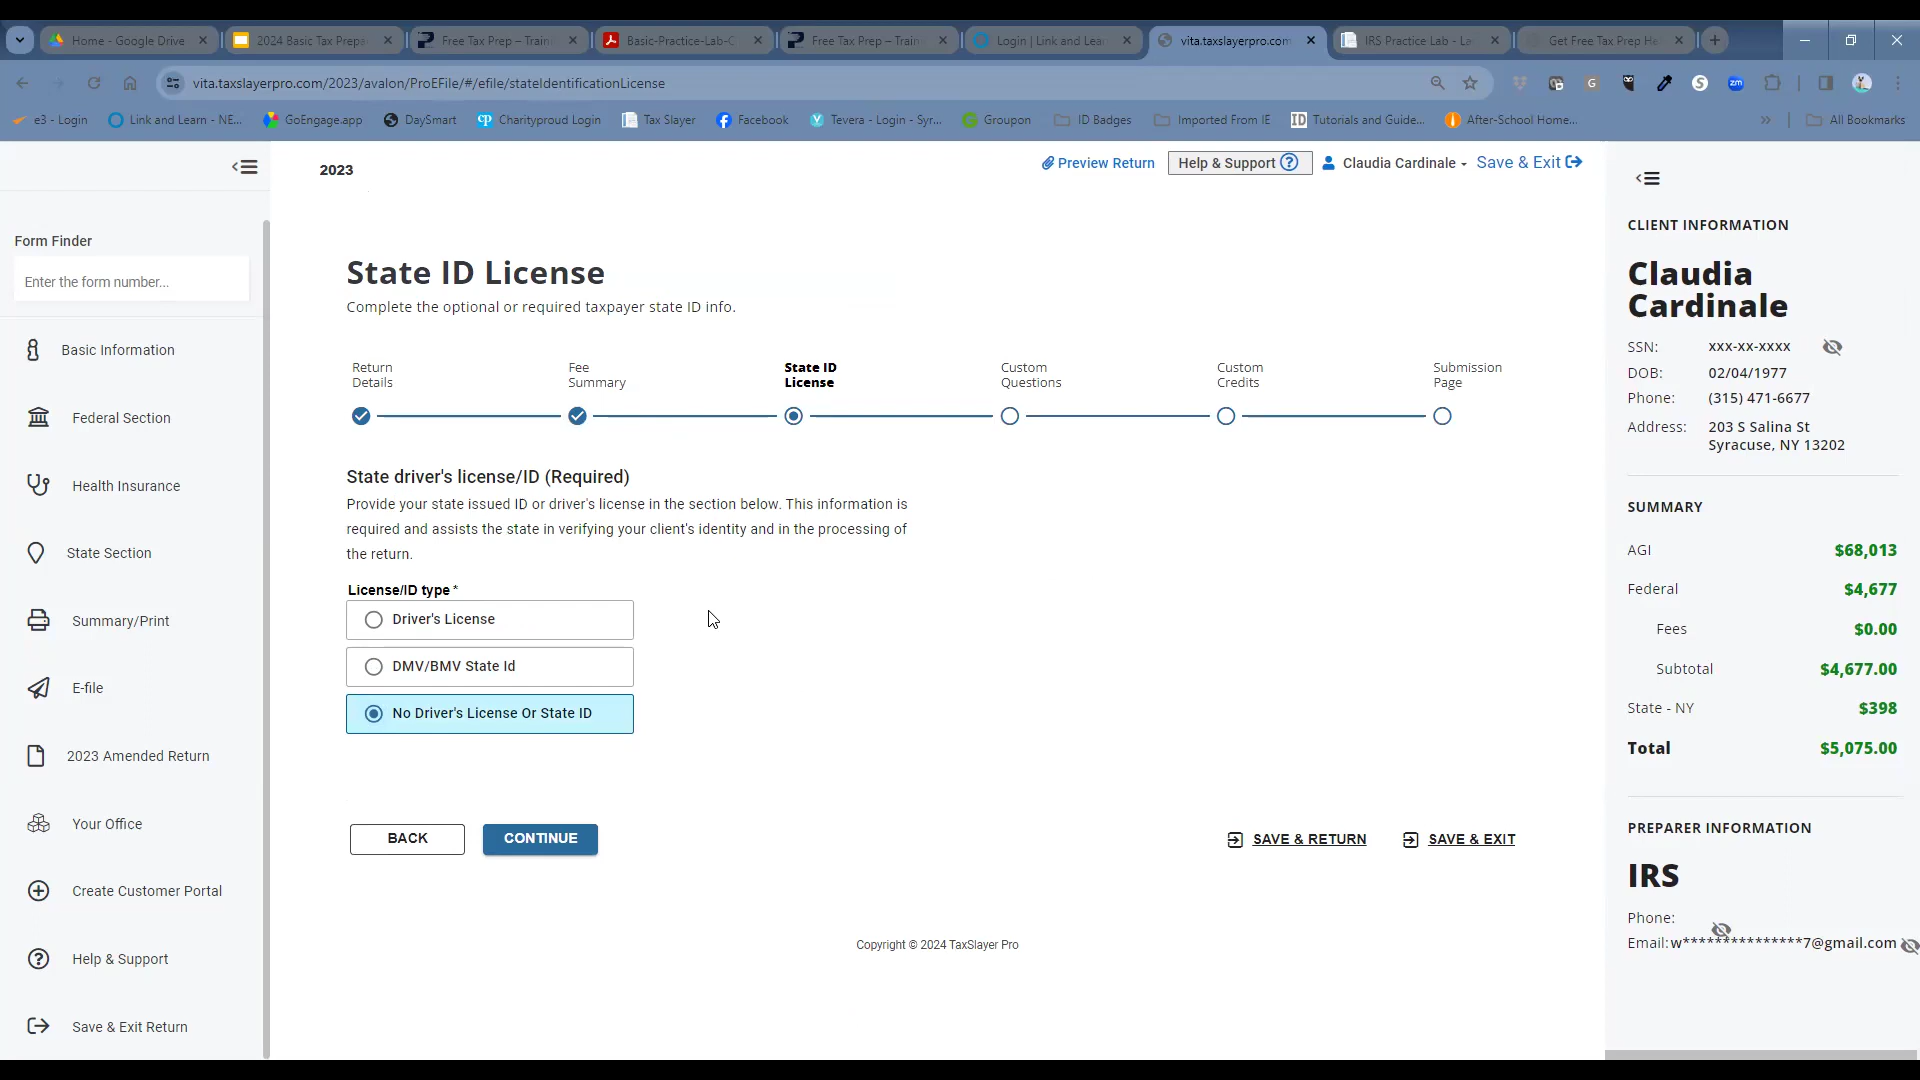 Home - Google Drive
2024 Basic Tax Prepa
Free Tax Prep – Train
Basic-Practice-Lab-C
Free Tax Prep – Train
Login | Link and Lea
vita.taxslayerpro.com
IRS Practice Lab - La
Get Free Tax Prep He
vita.taxslayerpro.com/2023/avalon/ProEFile/#/efile/stateIdentificationLicense
e3 - Login
Link and Learn - NE...
GoEngage.app
DaySmart
Charityproud Login
Tax Slayer
Facebook
Tevera - Login - Syr...
Groupon
ID Badges
Imported From IE
Tutorials and Guide...
After-School Home...
»
All Bookmarks
2023
Preview Return
Help & Support
Claudia Cardinale
Save & Exit
Form Finder
Enter the form number...
Basic Information
Federal Section
Health Insurance
State Section
Summary/Print
E-file
2023 Amended Return
Your Office
Create Customer Portal
Help & Support
Save & Exit Return
State ID License
Complete the optional or required taxpayer state ID info.
Return
Details
Fee
Summary
State ID
License
Custom
Questions
Custom
Credits
Submission
Page
State driver's license/ID (Required)
Provide your state issued ID or driver's license in the section below. This information is
required and assists the state in verifying your client's identity and in the processing of
the return.
License/ID type *
Driver's License
DMV/BMV State Id
No Driver's License Or State ID
BACK
CONTINUE
SAVE & RETURN
SAVE & EXIT
Copyright © 2024 TaxSlayer Pro
CLIENT INFORMATION
Claudia
Cardinale
SSN: xxx-xx-xxxx
DOB: 02/04/1977
Phone: (315) 471-6677
Address: 203 S Salina St
Syracuse, NY 13202
SUMMARY
AGI $68,013
Federal $4,677
Fees $0.00
Subtotal $4,677.00
State - NY $398
Total $5,075.00
PREPARER INFORMATION
IRS
Phone:
Email: w***************7@gmail.com